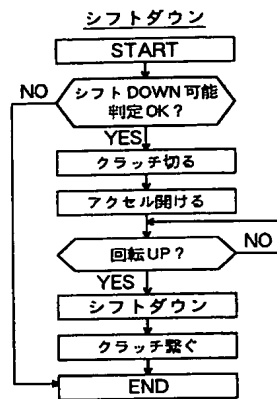 シフトダウン
START
NO
シフトDOWN可能
判定OK?
YES
クラッチ切る
アクセル開ける
回転UP?
NO
YES
シフトダウン
クラッチ繋ぐ
END